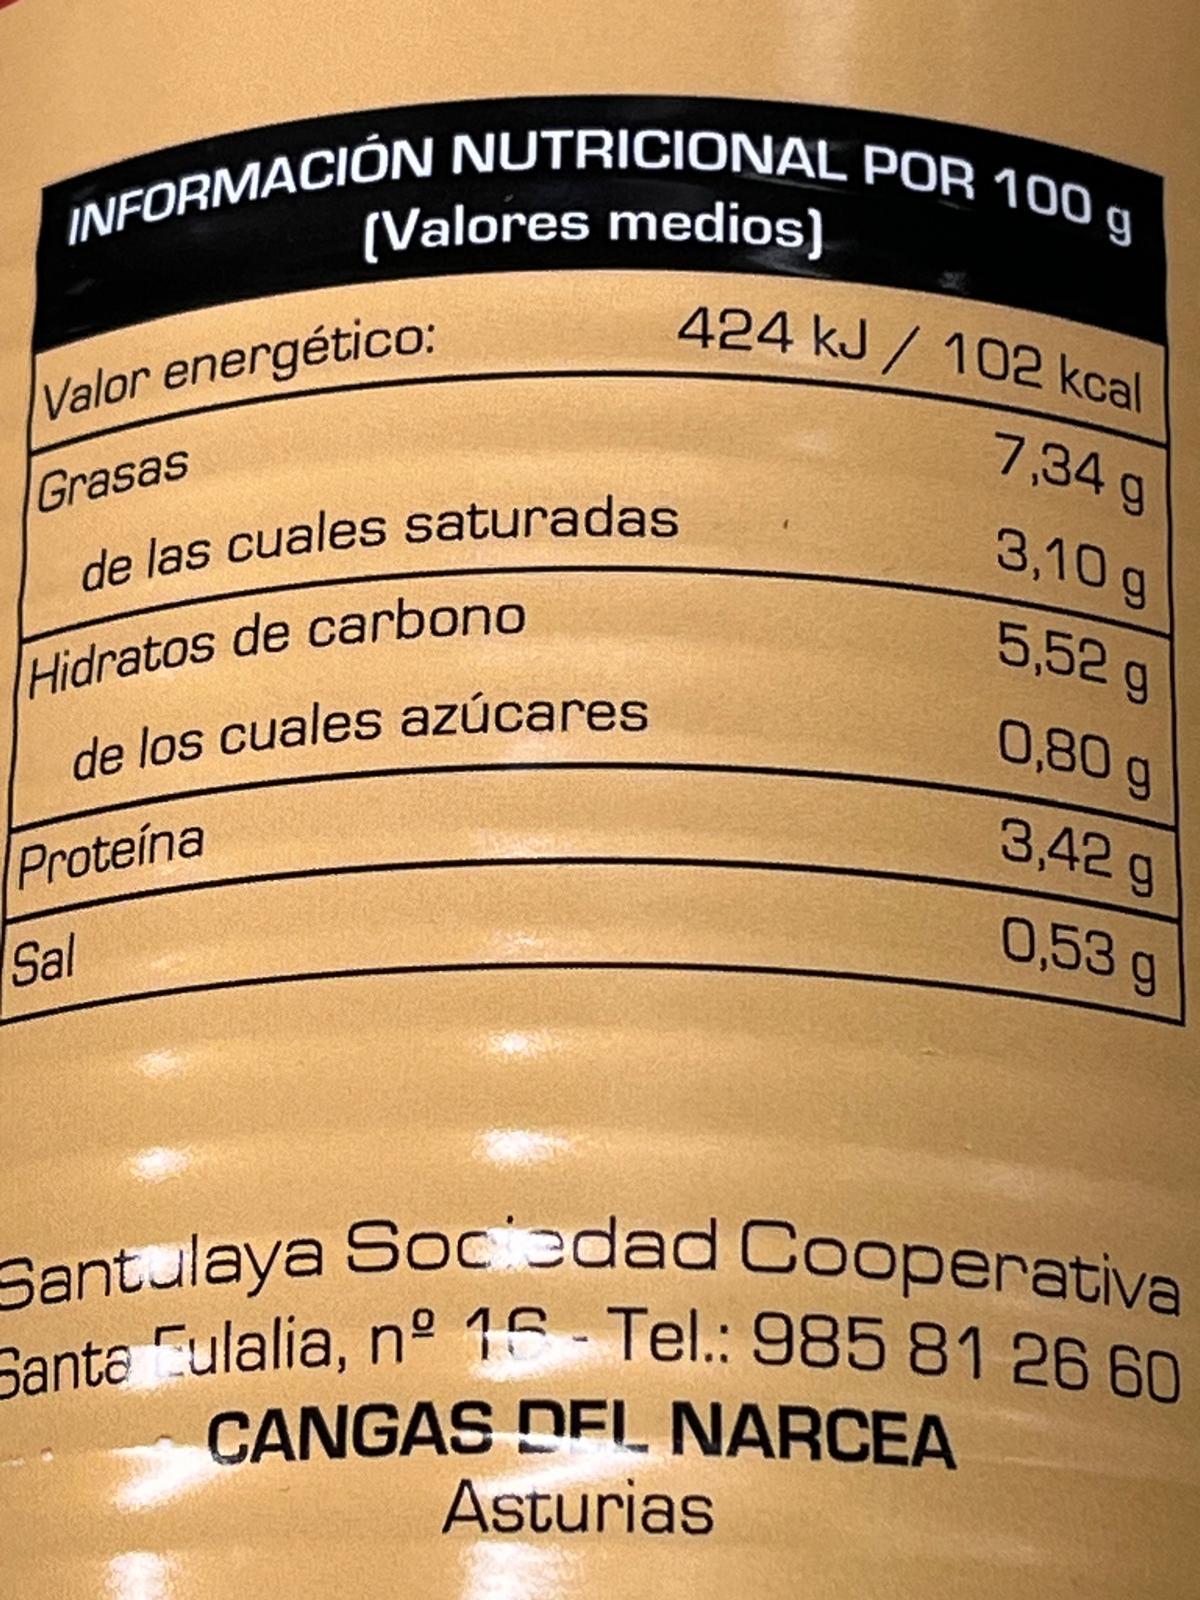 INFORMACIÓN NUTRICIONAL POR 100 g
(Valores medios)
Valor energético: 424 kJ / 102 kcal
Grasas 7,34 g
de las cuales saturadas 3,10 g
Hidratos de carbono 5,52 g
de los cuales azúcares 0,80 g
Proteína 3,42 g
Sal 0,53 g
Santulaya Sociedad Cooperativa
Santa Eulalia, nº 16 - Tel.: 985 81 26 60
CANGAS DEL NARCEA
Asturias